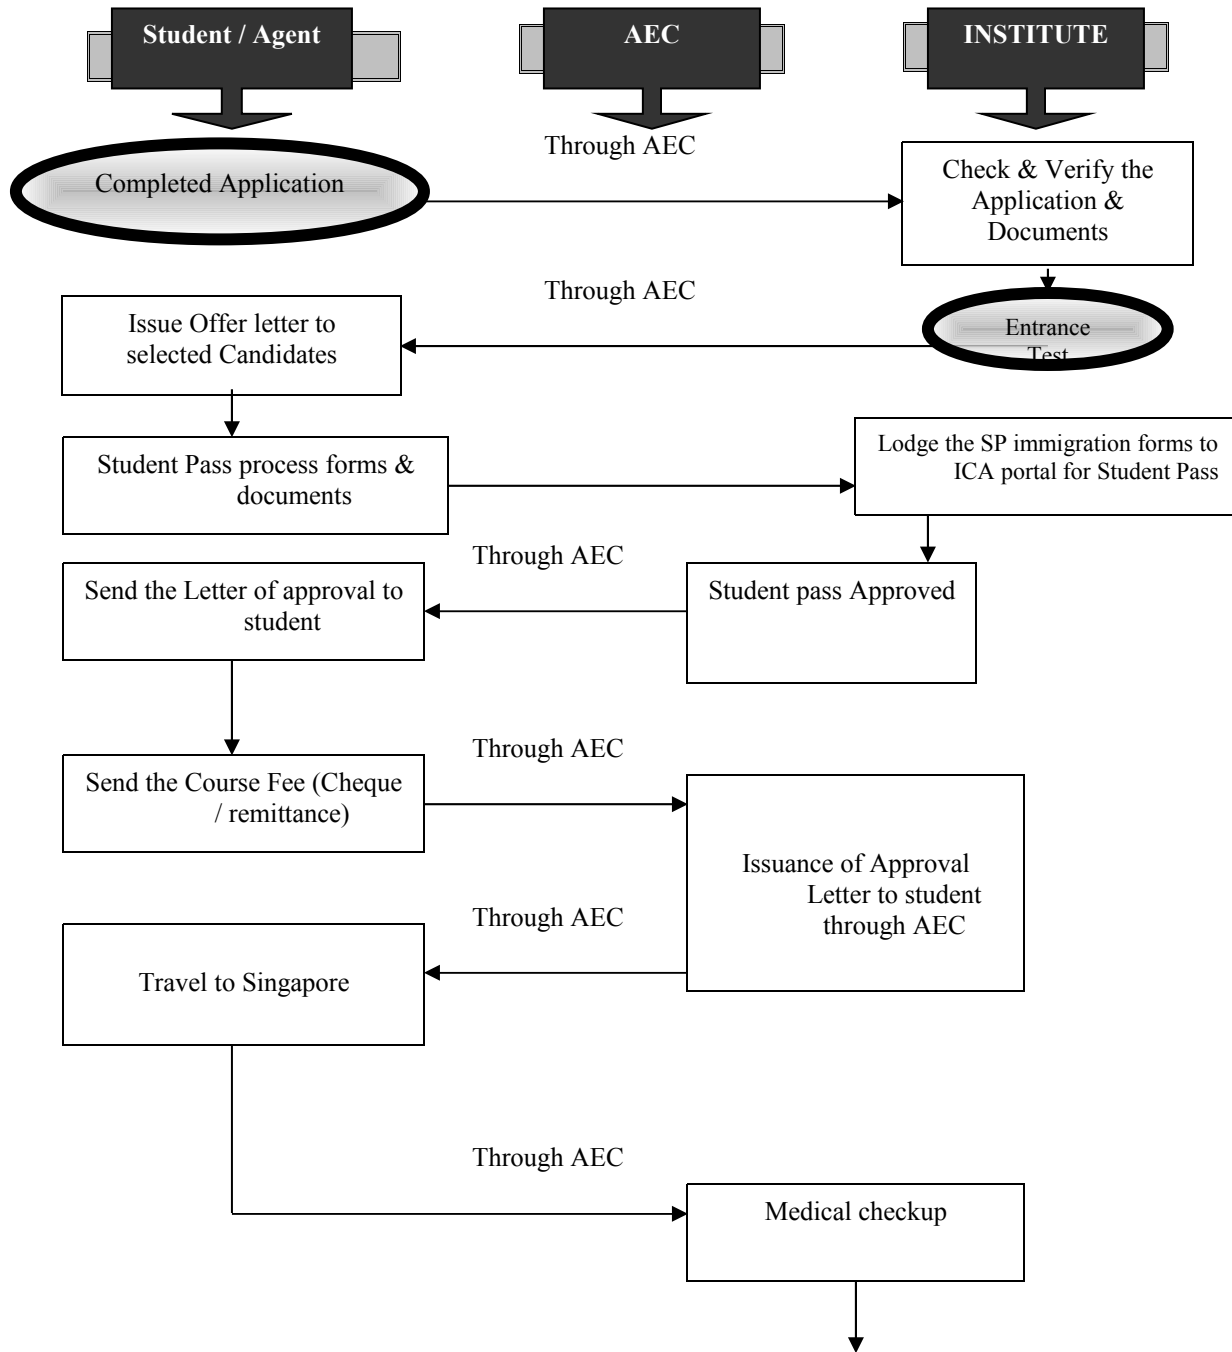 Student / Agent
AEC
INSTITUTE
Through AEC
Completed Application
Check & Verify the
Application &
Documents
Through AEC
Issue Offer letter to
selected Candidates
Entrance
Test
Student Pass process forms &
documents
Lodge the SP immigration forms to
ICA portal for Student Pass
Through AEC
Send the Letter of approval to
student
Student pass Approved
Through AEC
Send the Course Fee (Cheque
/ remittance)
Issuance of Approval
Letter to student
through AEC
Through AEC
Travel to Singapore
Through AEC
Medical checkup